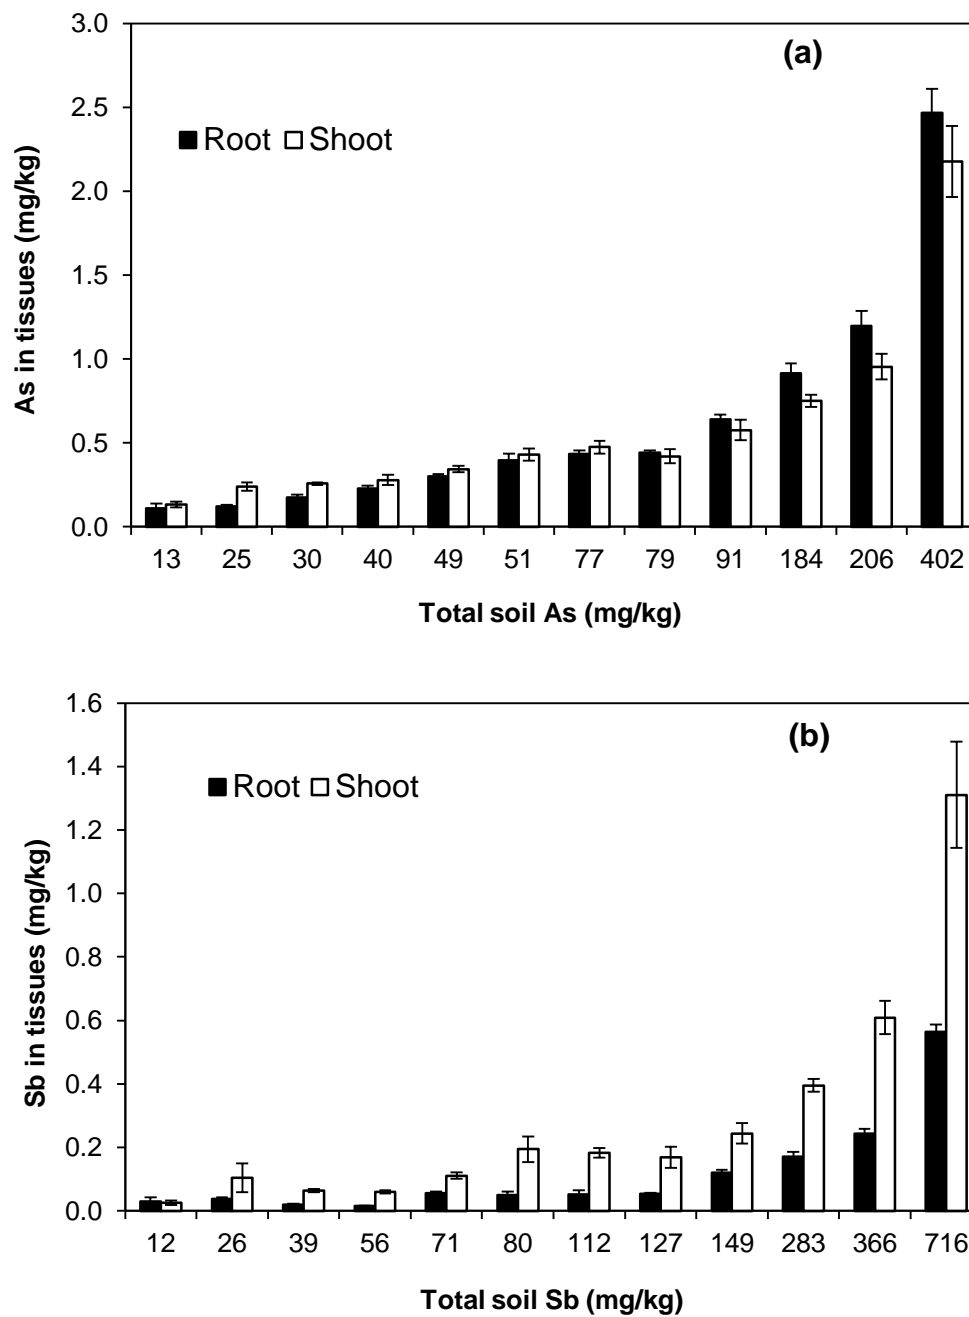 3.0
(a)
2.5
Root Shoot
2.0
1.5
1.0
0.5
0.0
As in tissues (mg/kg)
13 25 30 40 49 51 77 79 91 184 206 402
Total soil As (mg/kg)
1.6
(b)
1.4
Root Shoot
1.2
1.0
0.8
0.6
0.4
0.2
0.0
Sb in tissues (mg/kg)
12 26 39 56 71 80 112 127 149 283 366 716
Total soil Sb (mg/kg)